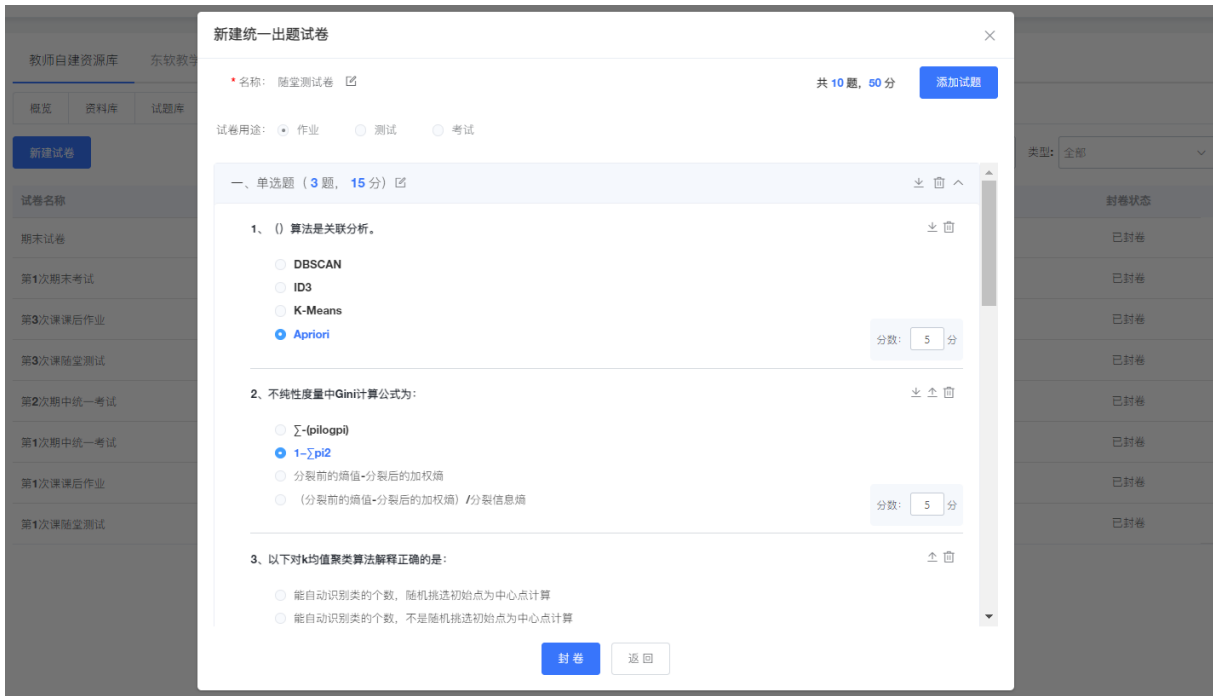 新建统一出题试卷
教师自建资源库 东软教学
* 名称： 随堂测试卷
共 10 题，50 分 添加试题
概览 资料库 试题库
试卷用途： 作业 测试 考试
新建试卷
类型: 全部
一、单选题（3 题， 15 分）
试卷名称
封卷状态
1、（）算法是关联分析。
期末试卷
已封卷
DBSCAN
第1次期末考试
已封卷
ID3
K-Means
第3次课课后作业
已封卷
Apriori
分数： 5 分
第3次课随堂测试
已封卷
2、不纯性度量中Gini计算公式为：
第2次期中统一考试
已封卷
∑-(pilogpi)
第1次期中统一考试
已封卷
1-∑pi2
分裂前的熵值-分裂后的加权熵
第1次课课后作业
已封卷
（分裂前的熵值-分裂后的加权熵）/分裂信息熵
分数： 5 分
第1次课随堂测试
已封卷
3、以下对k均值聚类算法解释正确的是：
能自动识别类的个数，随机挑选初始点为中心点计算
能自动识别类的个数，不是随机挑选初始点为中心点计算
封 卷 返 回